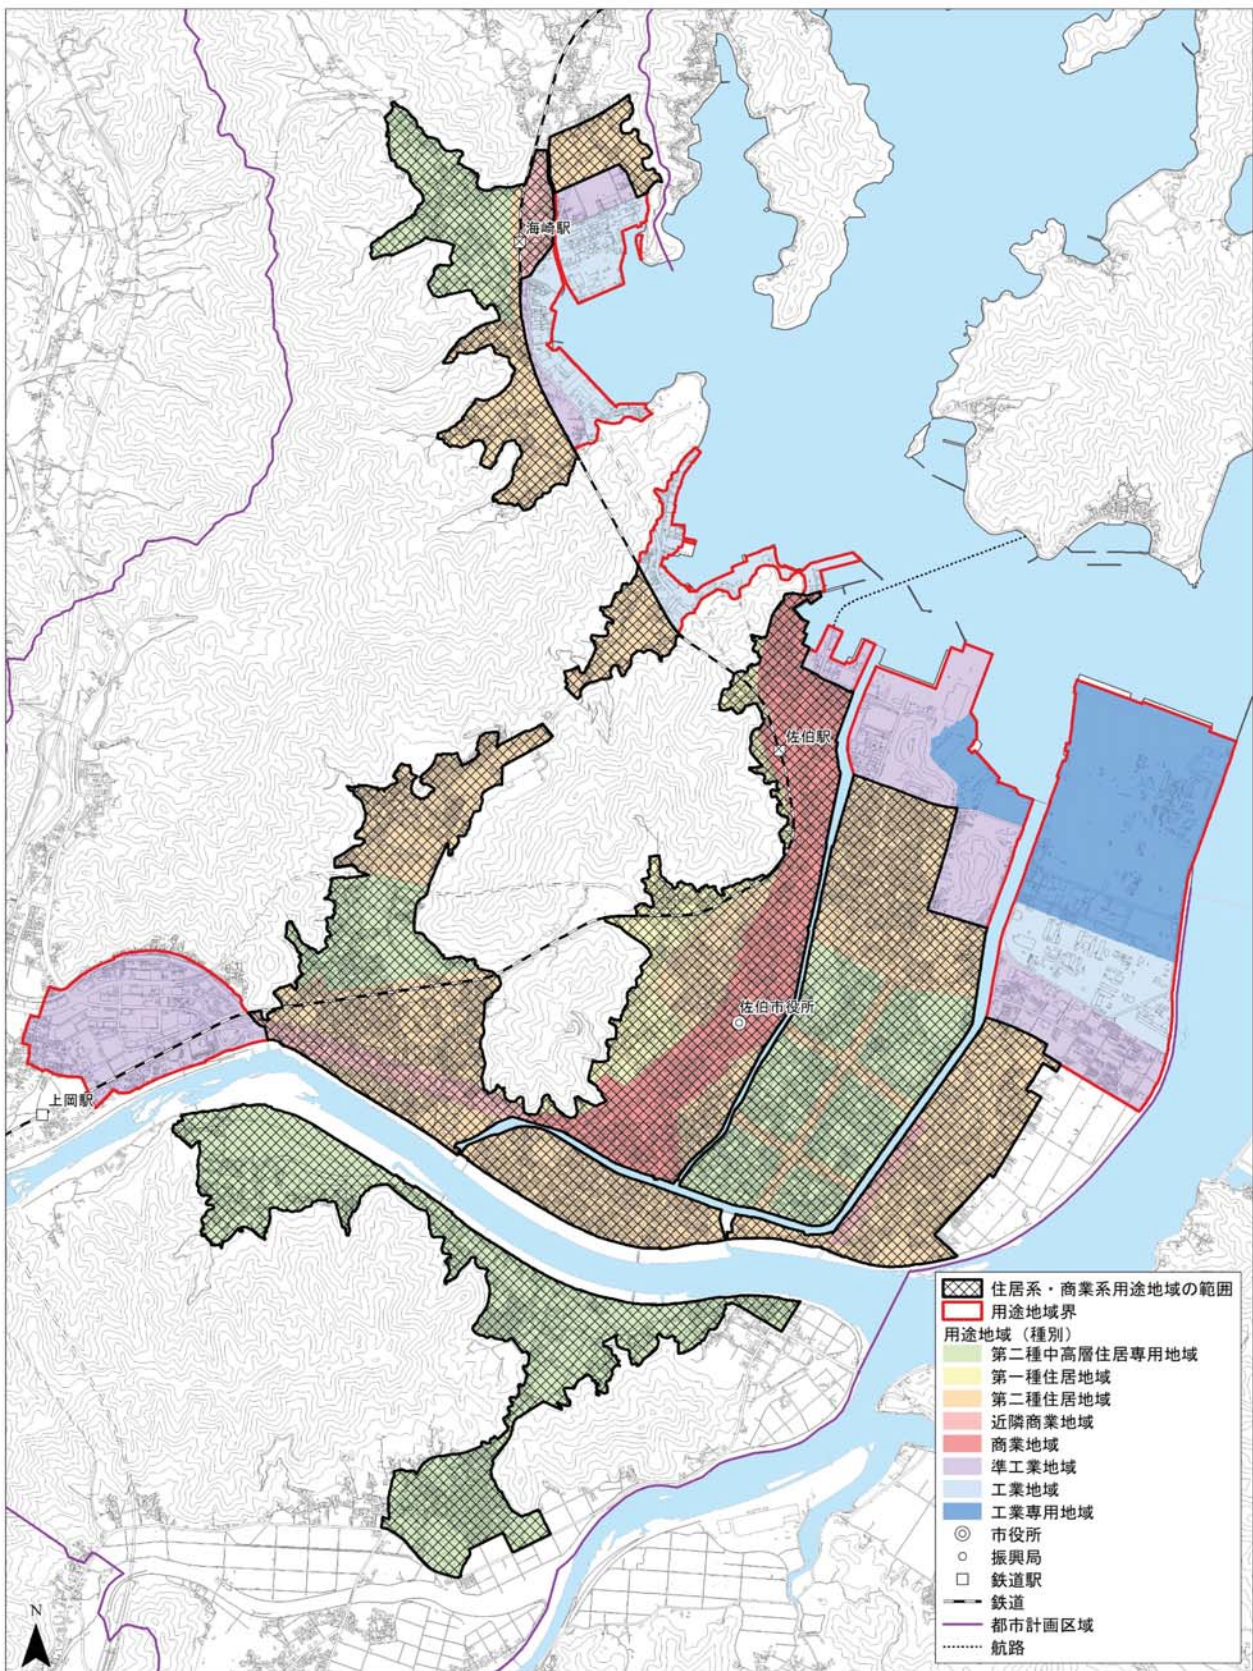 海崎駅
佐伯駅
佐伯市役所
上岡駅
住居系・商業系用途地域の範囲
用途地域界
用途地域（種別）
第二種中高層住居専用地域
第一種住居地域
第二種住居地域
近隣商業地域
商業地域
準工業地域
工業地域
工業専用地域
市役所
振興局
鉄道駅
鉄道
都市計画区域
航路
N